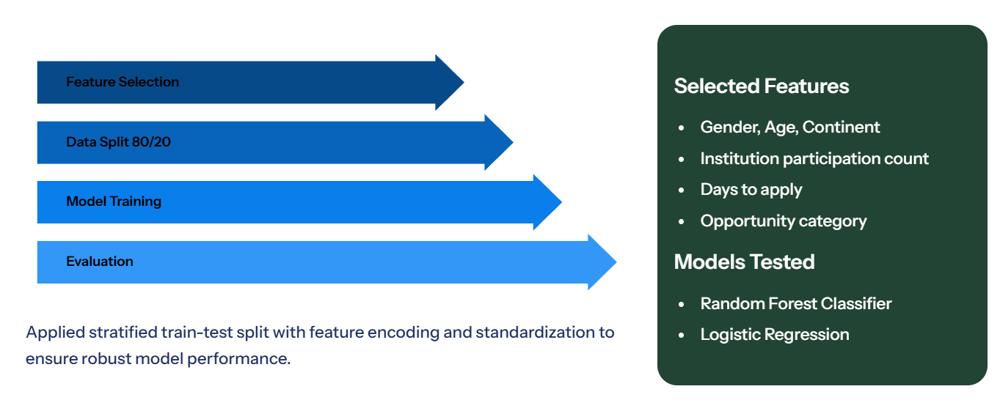 Feature Selection
Data Split 80/20
Model Training
Evaluation
Applied stratified train-test split with feature encoding and standardization to
ensure robust model performance.
Selected Features
• Gender, Age, Continent
• Institution participation count
• Days to apply
• Opportunity category
Models Tested
• Random Forest Classifier
• Logistic Regression